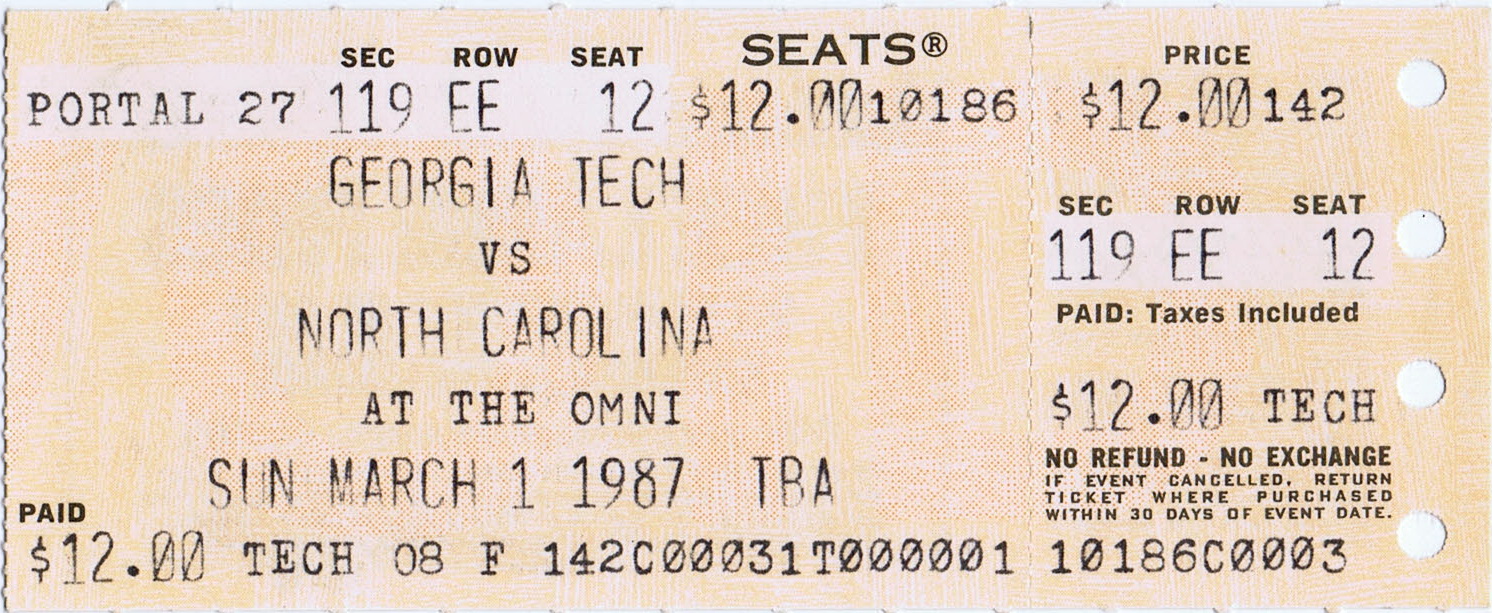 SEC ROW SEAT SEATS®
PORTAL 27 119 EE 12 $12.00 10186
GEORGIA TECH
VS
NORTH CAROLINA
AT THE OMNI
SUN MARCH 1 1987 TBA
PAID
$12.00 TECH 08 F 142C00031T000001
PRICE
$12.00 142
SEC ROW SEAT
119 EE 12
PAID: Taxes Included
$12.00 TECH
NO REFUND - NO EXCHANGE
IF EVENT CANCELLED, RETURN
TICKET WHERE PURCHASED
WITHIN 30 DAYS OF EVENT DATE.
10186C0003